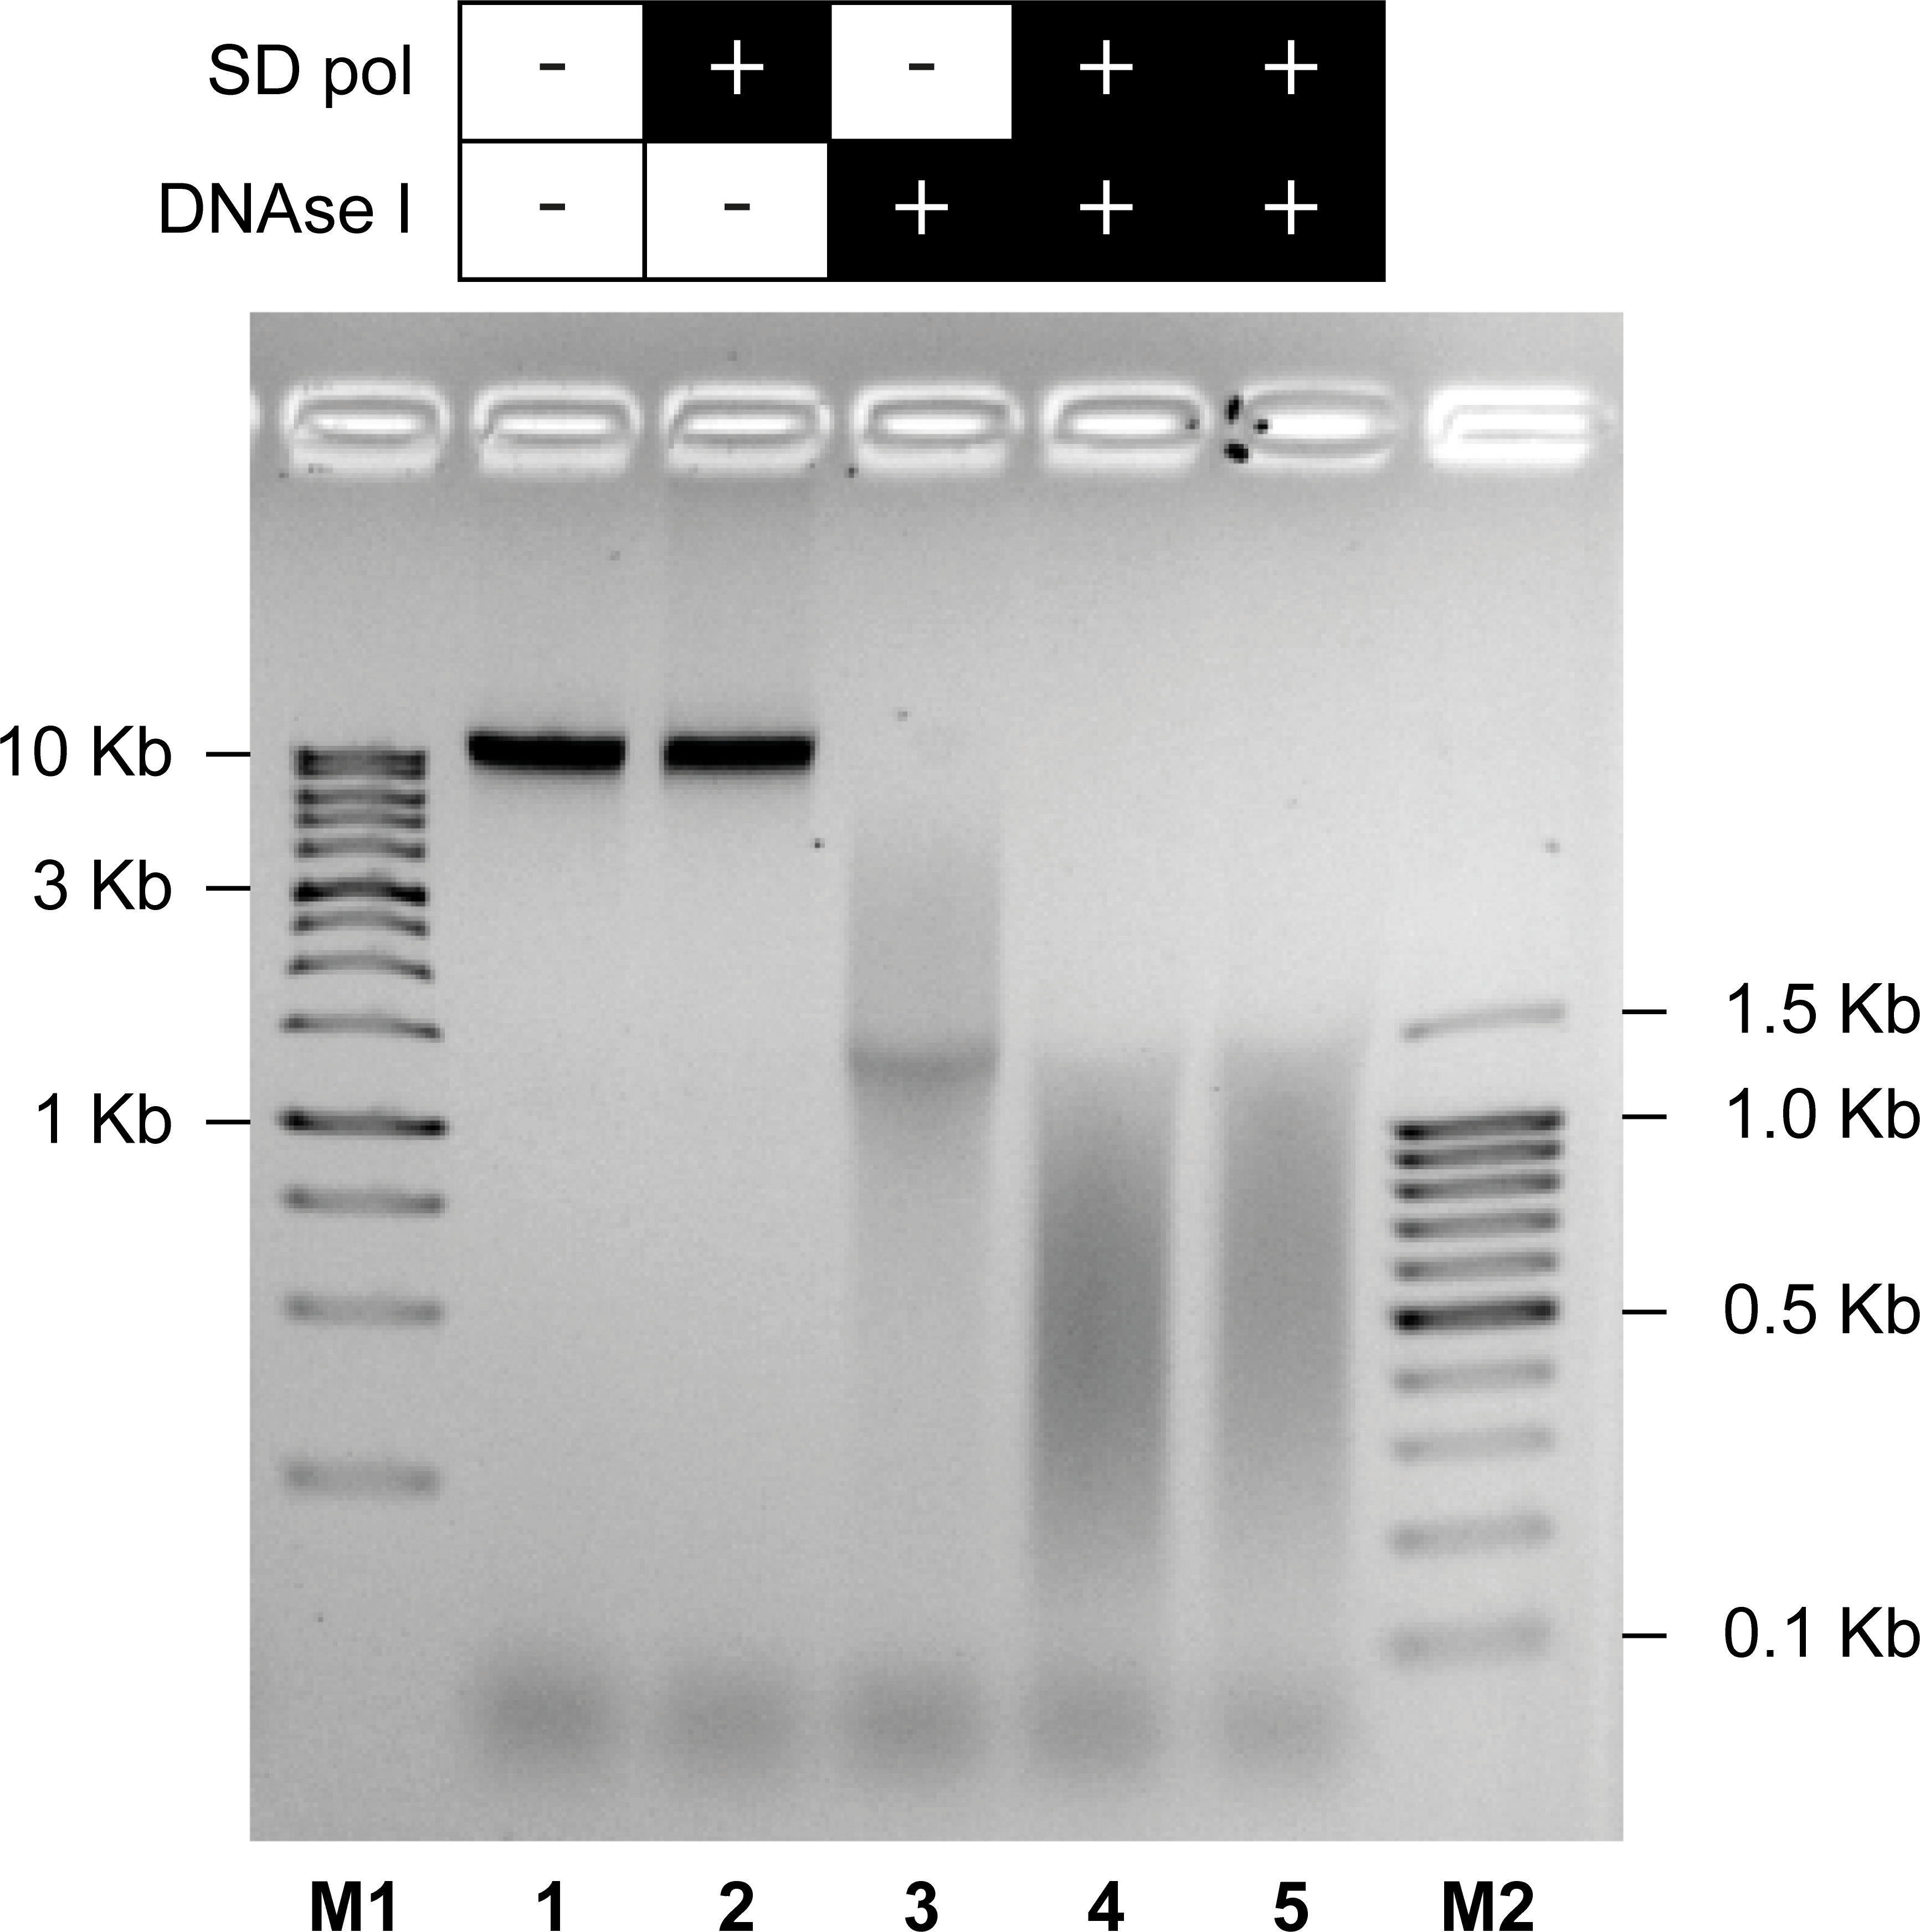 SD pol - + - + +
DNAse I - - + + +
10 Kb
3 Kb
1 Kb
1.5 Kb
1.0 Kb
0.5 Kb
0.1 Kb
M1 1 2 3 4 5 M2